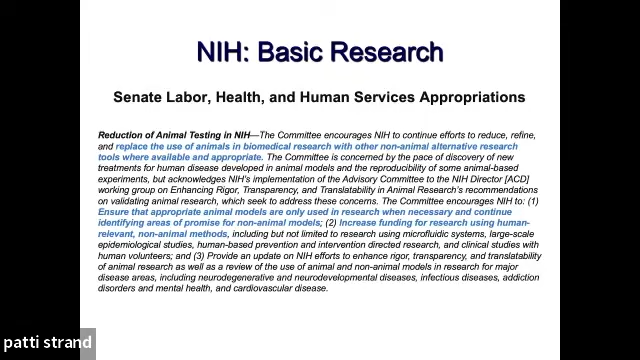 NIH: Basic Research
Senate Labor, Health, and Human Services Appropriations
Reduction of Animal Testing in NIH—The Committee encourages NIH to continue efforts to reduce, refine,
and replace the use of animals in biomedical research with other non-animal alternative research
tools where available and appropriate. The Committee is concerned by the pace of discovery of new
treatments for human disease developed in animal models and the reproducibility of some animal-based
experiments, but acknowledges NIH's implementation of the Advisory Committee to the NIH Director [ACD]
working group on Enhancing Rigor, Transparency, and Translatability in Animal Research's recommendations
on validating animal research, which seek to address these concerns. The Committee encourages NIH to: (1)
Ensure that appropriate animal models are only used in research when necessary and continue
identifying areas of promise for non-animal models; (2) Increase funding for research using human-
relevant, non-animal methods, including but not limited to research using microfluidic systems, large-scale
epidemiological studies, human-based prevention and intervention directed research, and clinical studies with
human volunteers; and (3) Provide an update on NIH efforts to enhance rigor, transparency, and translatability
of animal research as well as a review of the use of animal and non-animal models in research for major
disease areas, including neurodegenerative and neurodevelopmental diseases, infectious diseases, addiction
disorders and mental health, and cardiovascular disease.
patti strand